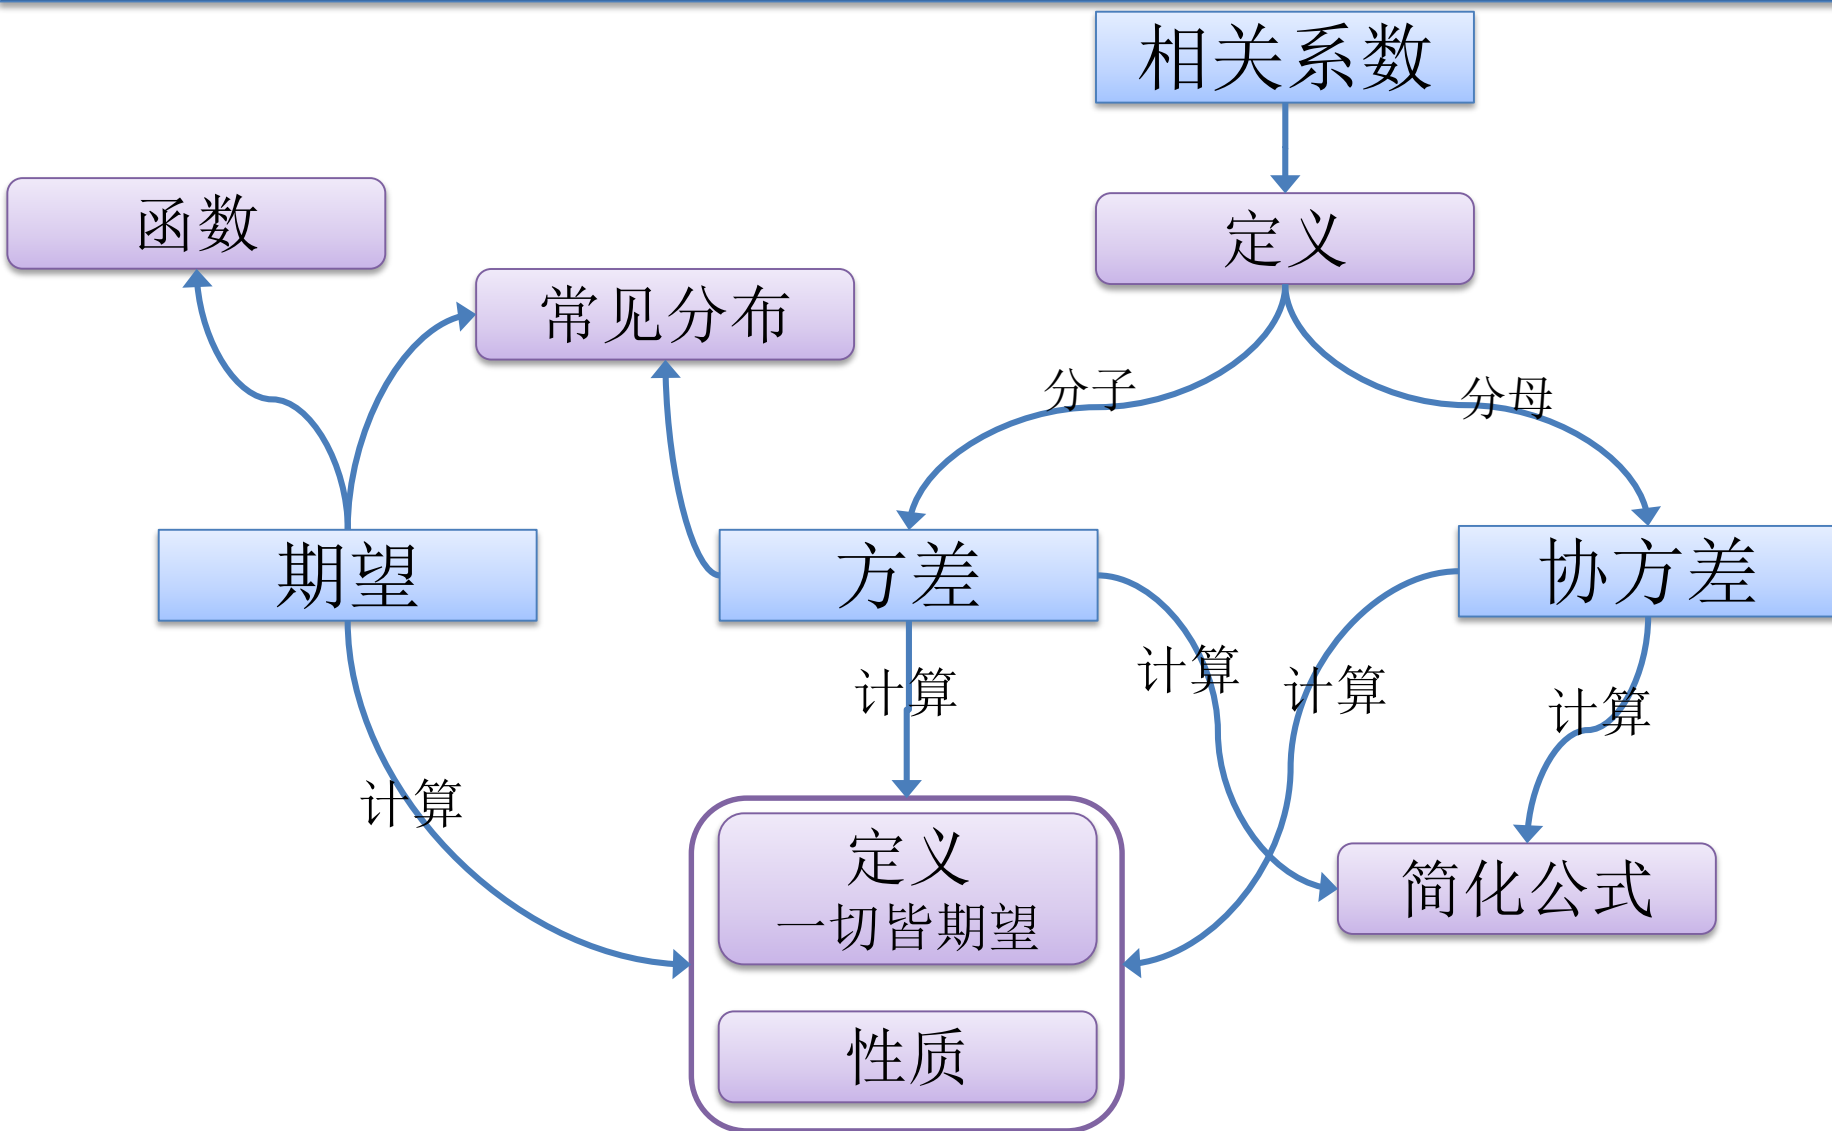 相关系数
函数
定义
常见分布
分子
分母
期望
方差
协方差
计算
计算
计算
计算
计算
定义
一切皆期望
简化公式
性质